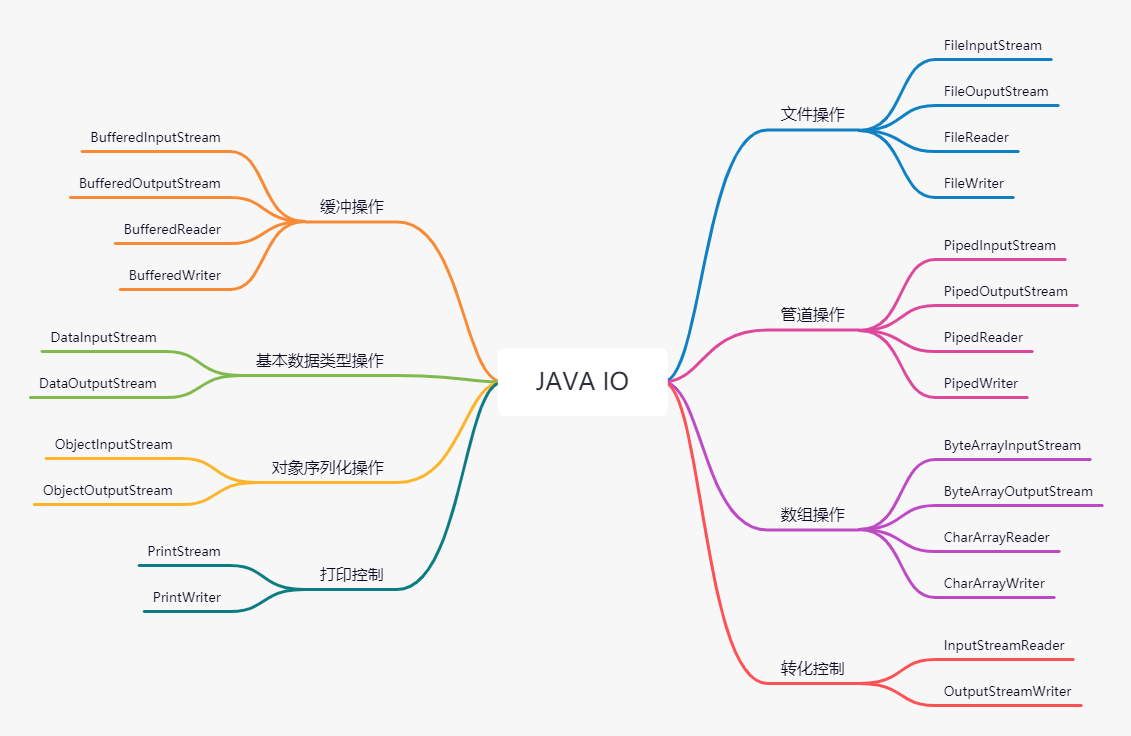 JAVA IO
文件操作
FileInputStream
FileOuputStream
FileReader
FileWriter
管道操作
PipedInputStream
PipedOutputStream
PipedReader
PipedWriter
数组操作
ByteArrayInputStream
ByteArrayOutputStream
CharArrayReader
CharArrayWriter
转化控制
InputStreamReader
OutputStreamWriter
缓冲操作
BufferedInputStream
BufferedOutputStream
BufferedReader
BufferedWriter
基本数据类型操作
DataInputStream
DataOutputStream
对象序列化操作
ObjectInputStream
ObjectOutputStream
打印控制
PrintStream
PrintWriter